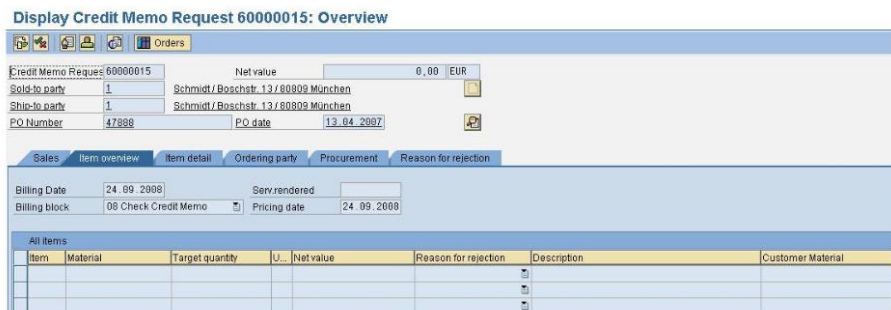 Display Credit Memo Request 60000015: Overview
Orders
Credit Memo Reques 60000015 Net value 0,00 EUR
Sold-to party 1 Schmidt / Boschstr. 13 / 80809 München
Ship-to party 1 Schmidt / Boschstr. 13 / 80809 München
PO Number 47888 PO date 13.04.2007
Sales Item overview Item detail Ordering party Procurement Reason for rejection
Billing Date 24.09.2008 Serv.rendered
Billing block 08 Check Credit Memo Pricing date 24.09.2008
All items
Item Material Target quantity U... Net value Reason for rejection Description Customer Material